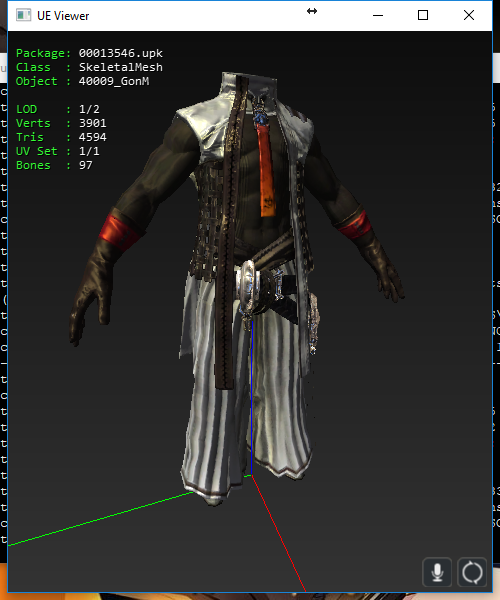 UE Viewer
Package: 00013546.upk
Class : SkeletalMesh
Object : 40009_GonM
LOD : 1/2
Verts : 3901
Tris : 4594
UV Set : 1/1
Bones : 97